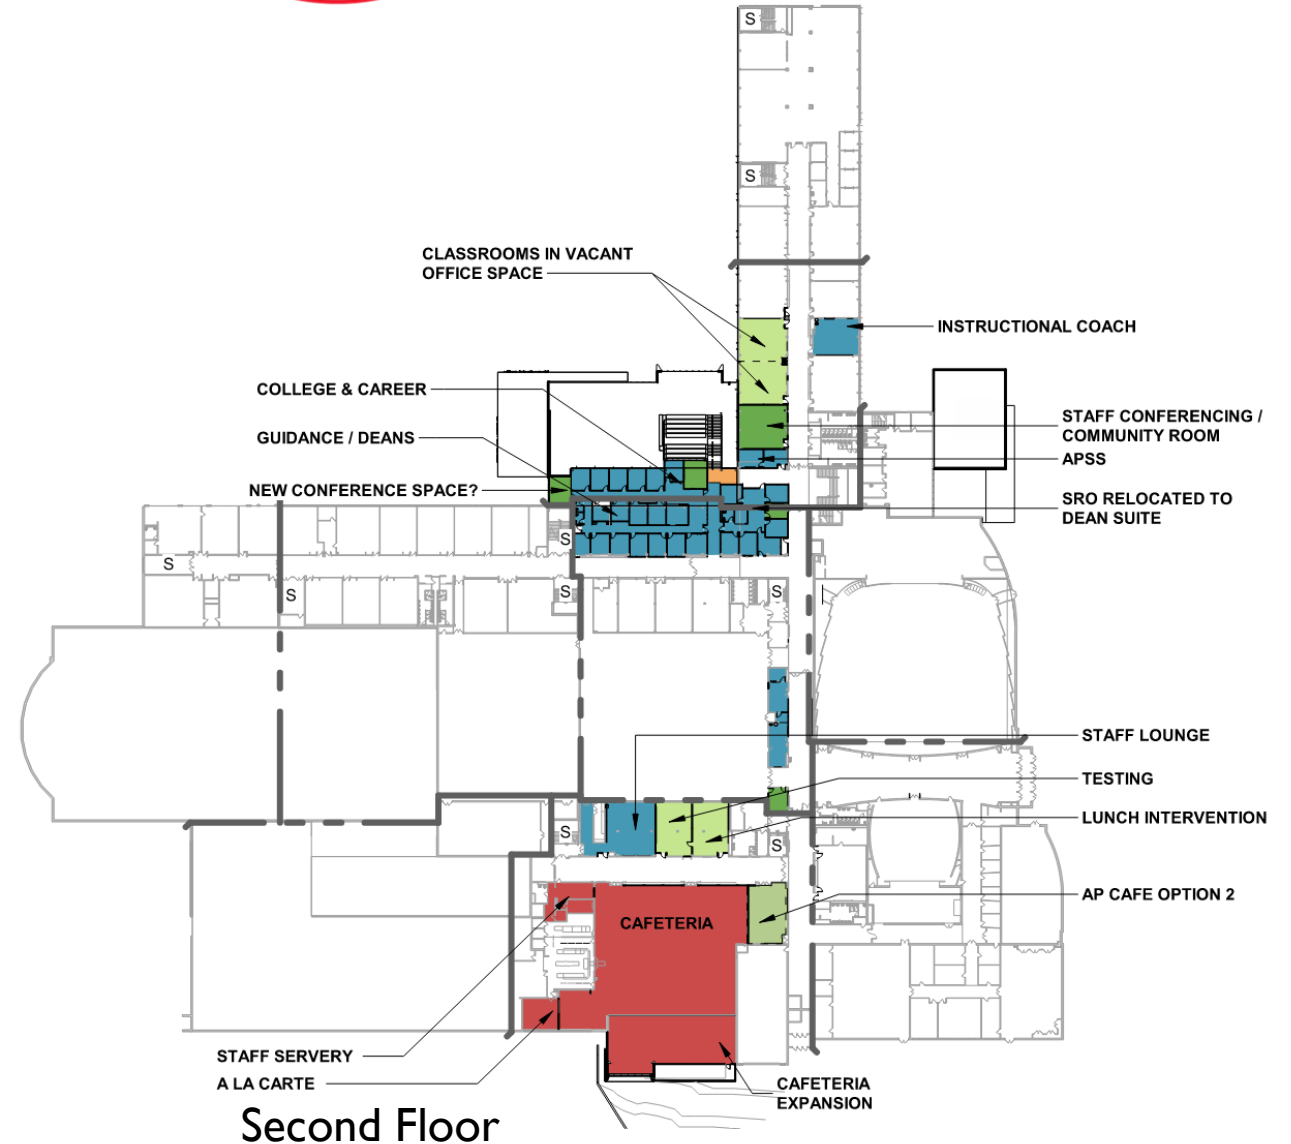 S
S
CLASSROOMS IN VACANT
OFFICE SPACE
INSTRUCTIONAL COACH
COLLEGE & CAREER
STAFF CONFERENCING /
COMMUNITY ROOM
GUIDANCE / DEANS
APSS
NEW CONFERENCE SPACE?
SRO RELOCATED TO
DEAN SUITE
S
S
S
S
S
STAFF LOUNGE
TESTING
LUNCH INTERVENTION
S
S
AP CAFE OPTION 2
CAFETERIA
STAFF SERVERY
A LA CARTE
CAFETERIA
EXPANSION
Second Floor